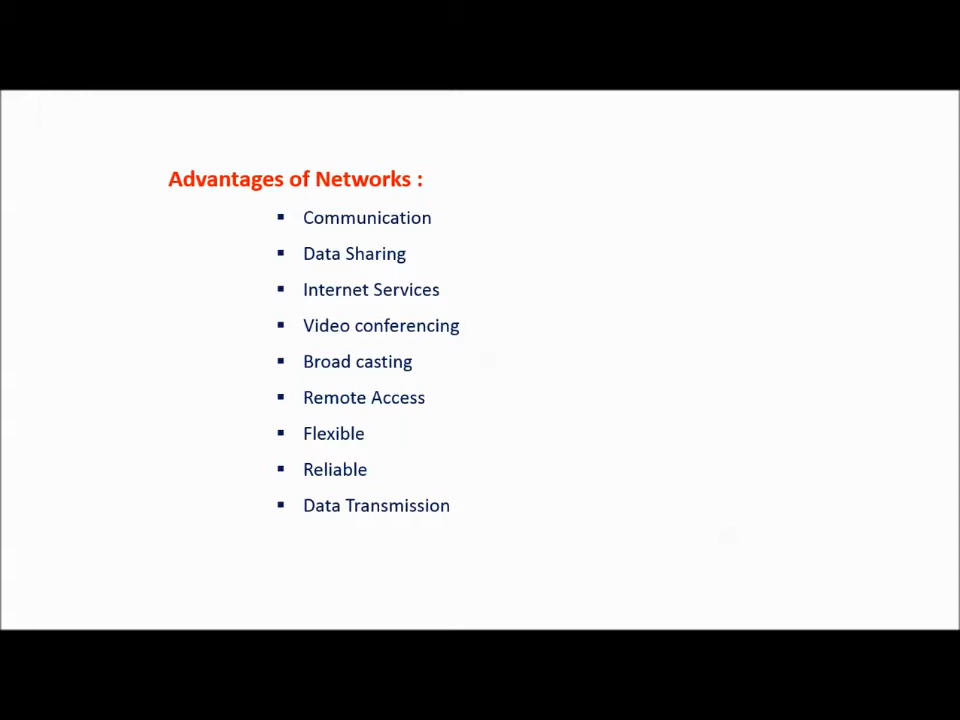 Advantages of Networks :
▪ Communication
▪ Data Sharing
▪ Internet Services
▪ Video conferencing
▪ Broad casting
▪ Remote Access
▪ Flexible
▪ Reliable
▪ Data Transmission